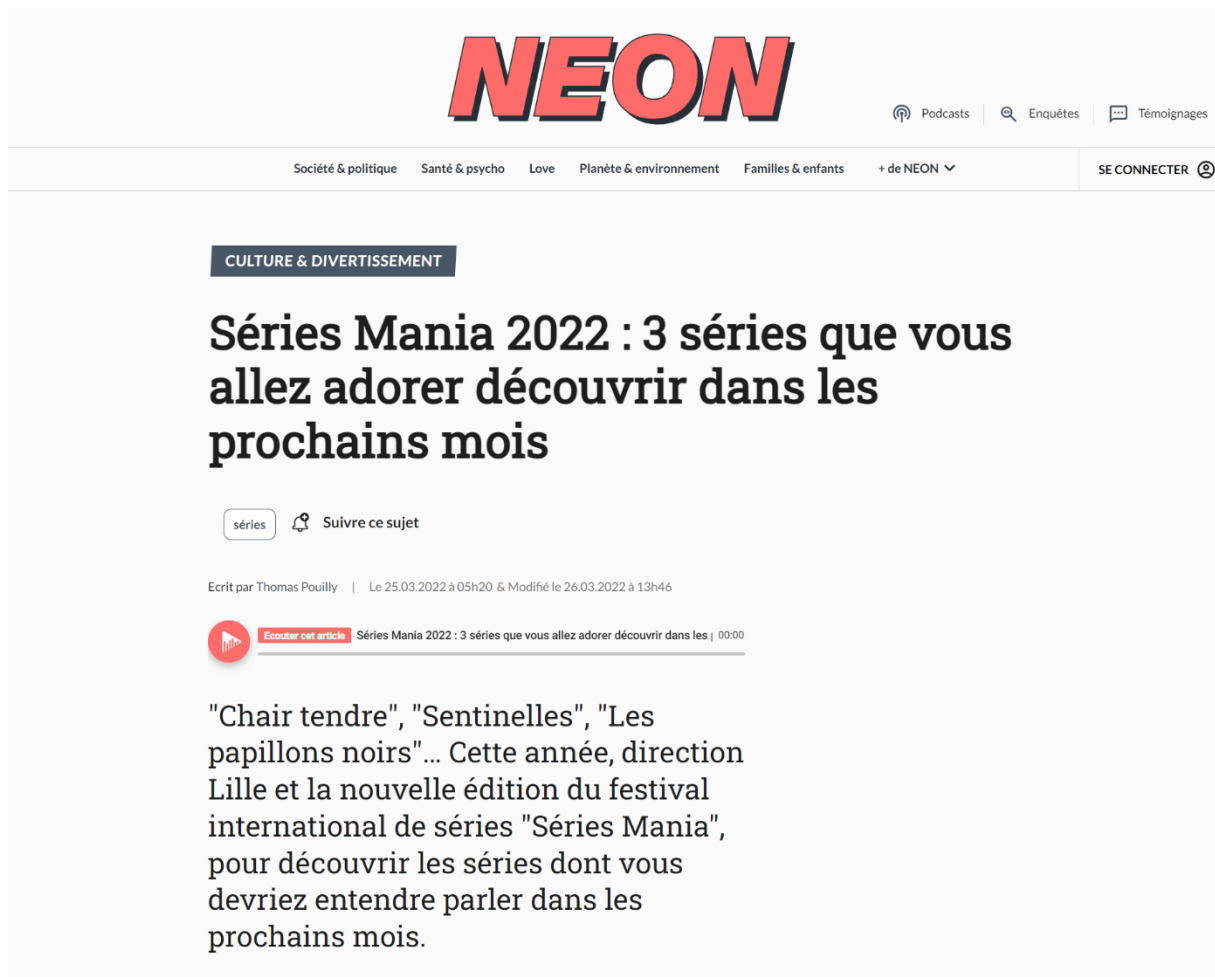 NEON
Podcasts
Enquêtes
Témoignages
Société & politique
Santé & psycho
Love
Planète & environnement
Familles & enfants
+ de NEON
SE CONNECTER
CULTURE & DIVERTISSEMENT
Séries Mania 2022 : 3 séries que vous
allez adorer découvrir dans les
prochains mois
séries
Suivre ce sujet
Ecrit par Thomas Pouilly | Le 25.03.2022 à 05h20 & Modifié le 26.03.2022 à 13h46
Ecouter cet article Séries Mania 2022 : 3 séries que vous allez adorer découvrir dans les 00:00
"Chair tendre", "Sentinelles", "Les
papillons noirs"... Cette année, direction
Lille et la nouvelle édition du festival
international de séries "Séries Mania",
pour découvrir les séries dont vous
devriez entendre parler dans les
prochains mois.